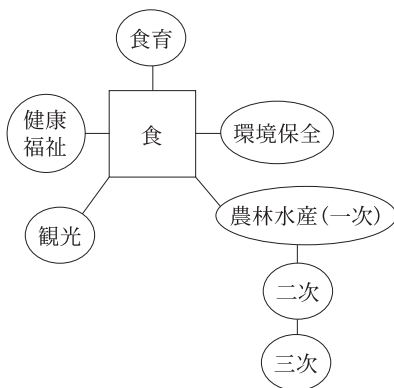 食育
健康
福祉
食
環境保全
農林水産(一次)
観光
二次
三次